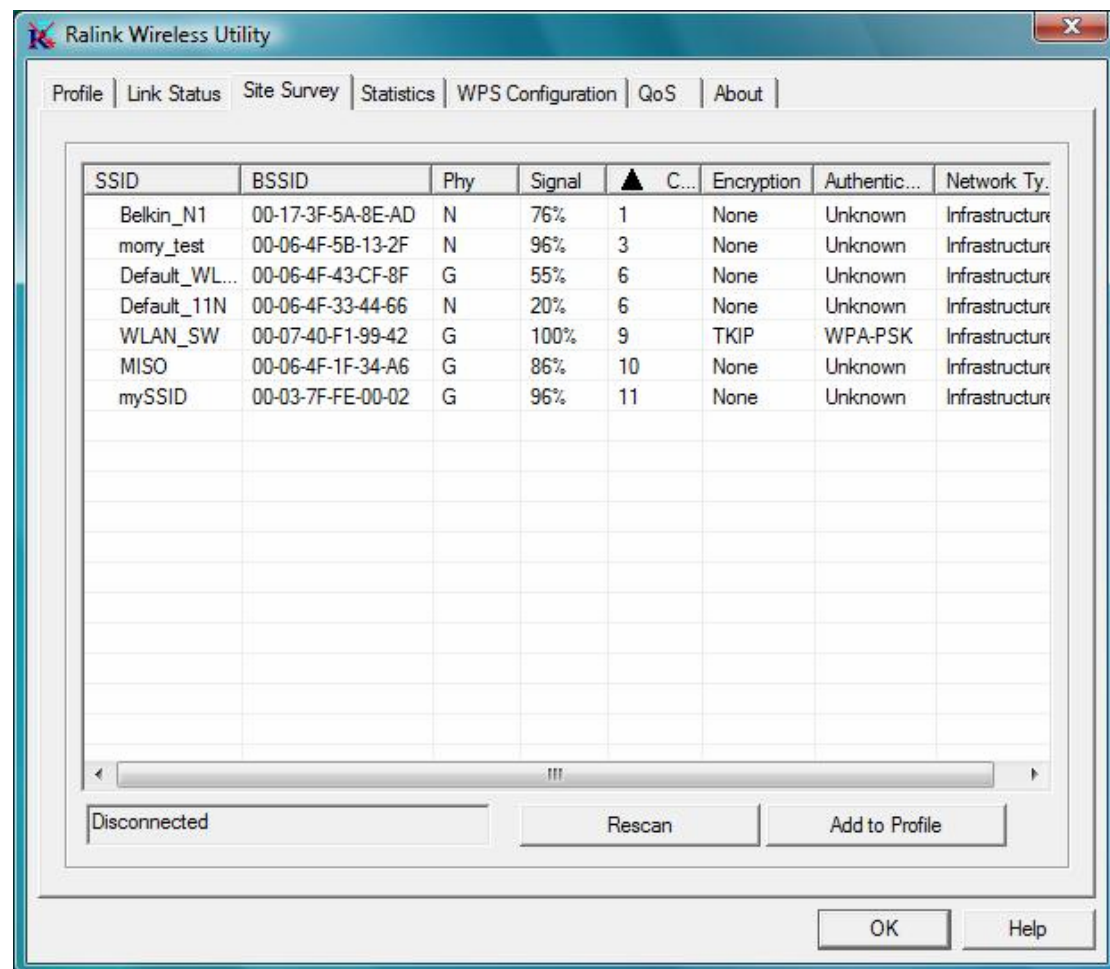 Ralink Wireless Utility
X
Profile Link Status Site Survey Statistics WPS Configuration QoS About
SSID BSSID Phy Signal ▲ C... Encryption Authentic... Network Ty.
Belkin_N1 00-17-3F-5A-8E-AD N 76% 1 None Unknown Infrastructure
morry_test 00-06-4F-5B-13-2F N 96% 3 None Unknown Infrastructure
Default_WL... 00-06-4F-43-CF-8F G 55% 6 None Unknown Infrastructure
Default_11N 00-06-4F-33-44-66 N 20% 6 None Unknown Infrastructure
WLAN_SW 00-07-40-F1-99-42 G 100% 9 TKIP WPA-PSK Infrastructure
MISO 00-06-4F-1F-34-A6 G 86% 10 None Unknown Infrastructure
mySSID 00-03-7F-FE-00-02 G 96% 11 None Unknown Infrastructure
Disconnected Rescan Add to Profile
OK Help